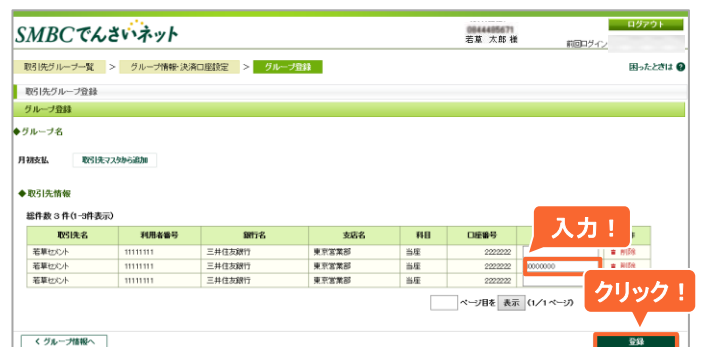 SMBCでんさいネット
若草 太郎 様
ログアウト
前回ログイン
取引先グループ一覧 > グループ情報・決済口座設定 > グループ登録
困ったときは
取引先グループ登録
グループ登録
◆グループ名
月初支払 取引先マスタから追加
◆取引先情報
総件数 3 件(1-3件表示)
取引先名 利用者番号 銀行名 支店名 科目 口座番号
入力!
若草セメント 11111111 三井住友銀行 東京営業部 当座 2222222 削除
若草セメント 11111111 三井住友銀行 東京営業部 当座 2222222 0000000 削除
若草セメント 11111111 三井住友銀行 東京営業部 当座 2222222
クリック!
ページ目を 表示 (1/1 ページ)
< グループ情報へ
登録